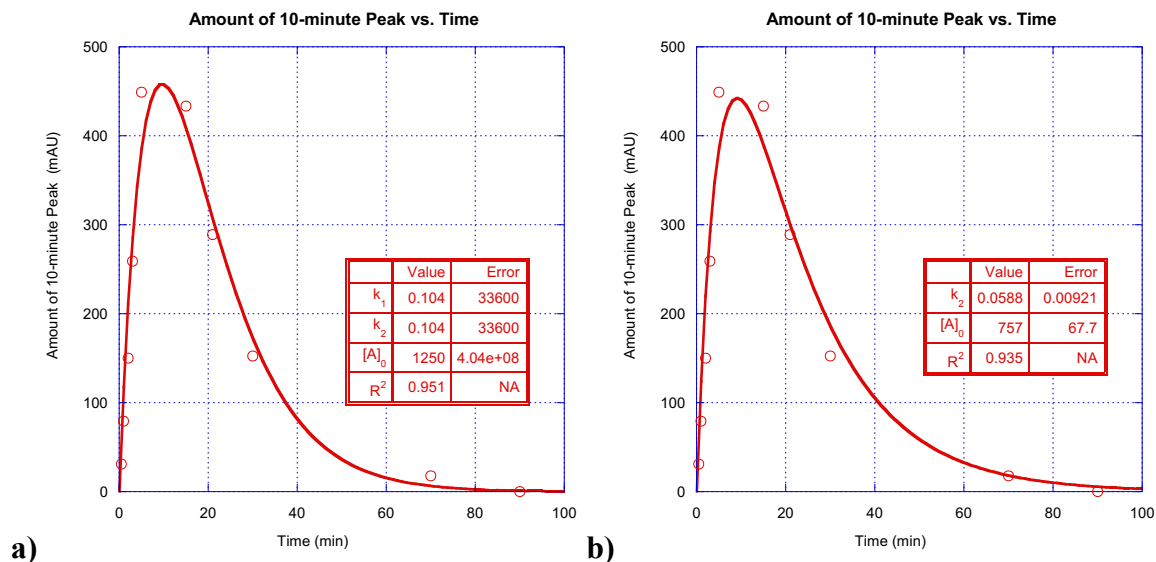 Amount of 10-minute Peak vs. Time
500
400
300
200
100
0
0 20 40 60 80 100
Amount of 10-minute Peak (mAU)
Time (min)
Value Error
k1 0.104 33600
k2 0.104 33600
[A]0 1250 4.04e+08
R2 0.951 NA
a)
Amount of 10-minute Peak vs. Time
500
400
300
200
100
0
0 20 40 60 80 100
Amount of 10-minute Peak (mAU)
Time (min)
Value Error
k2 0.0588 0.00921
[A]0 757 67.7
R2 0.935 NA
b)